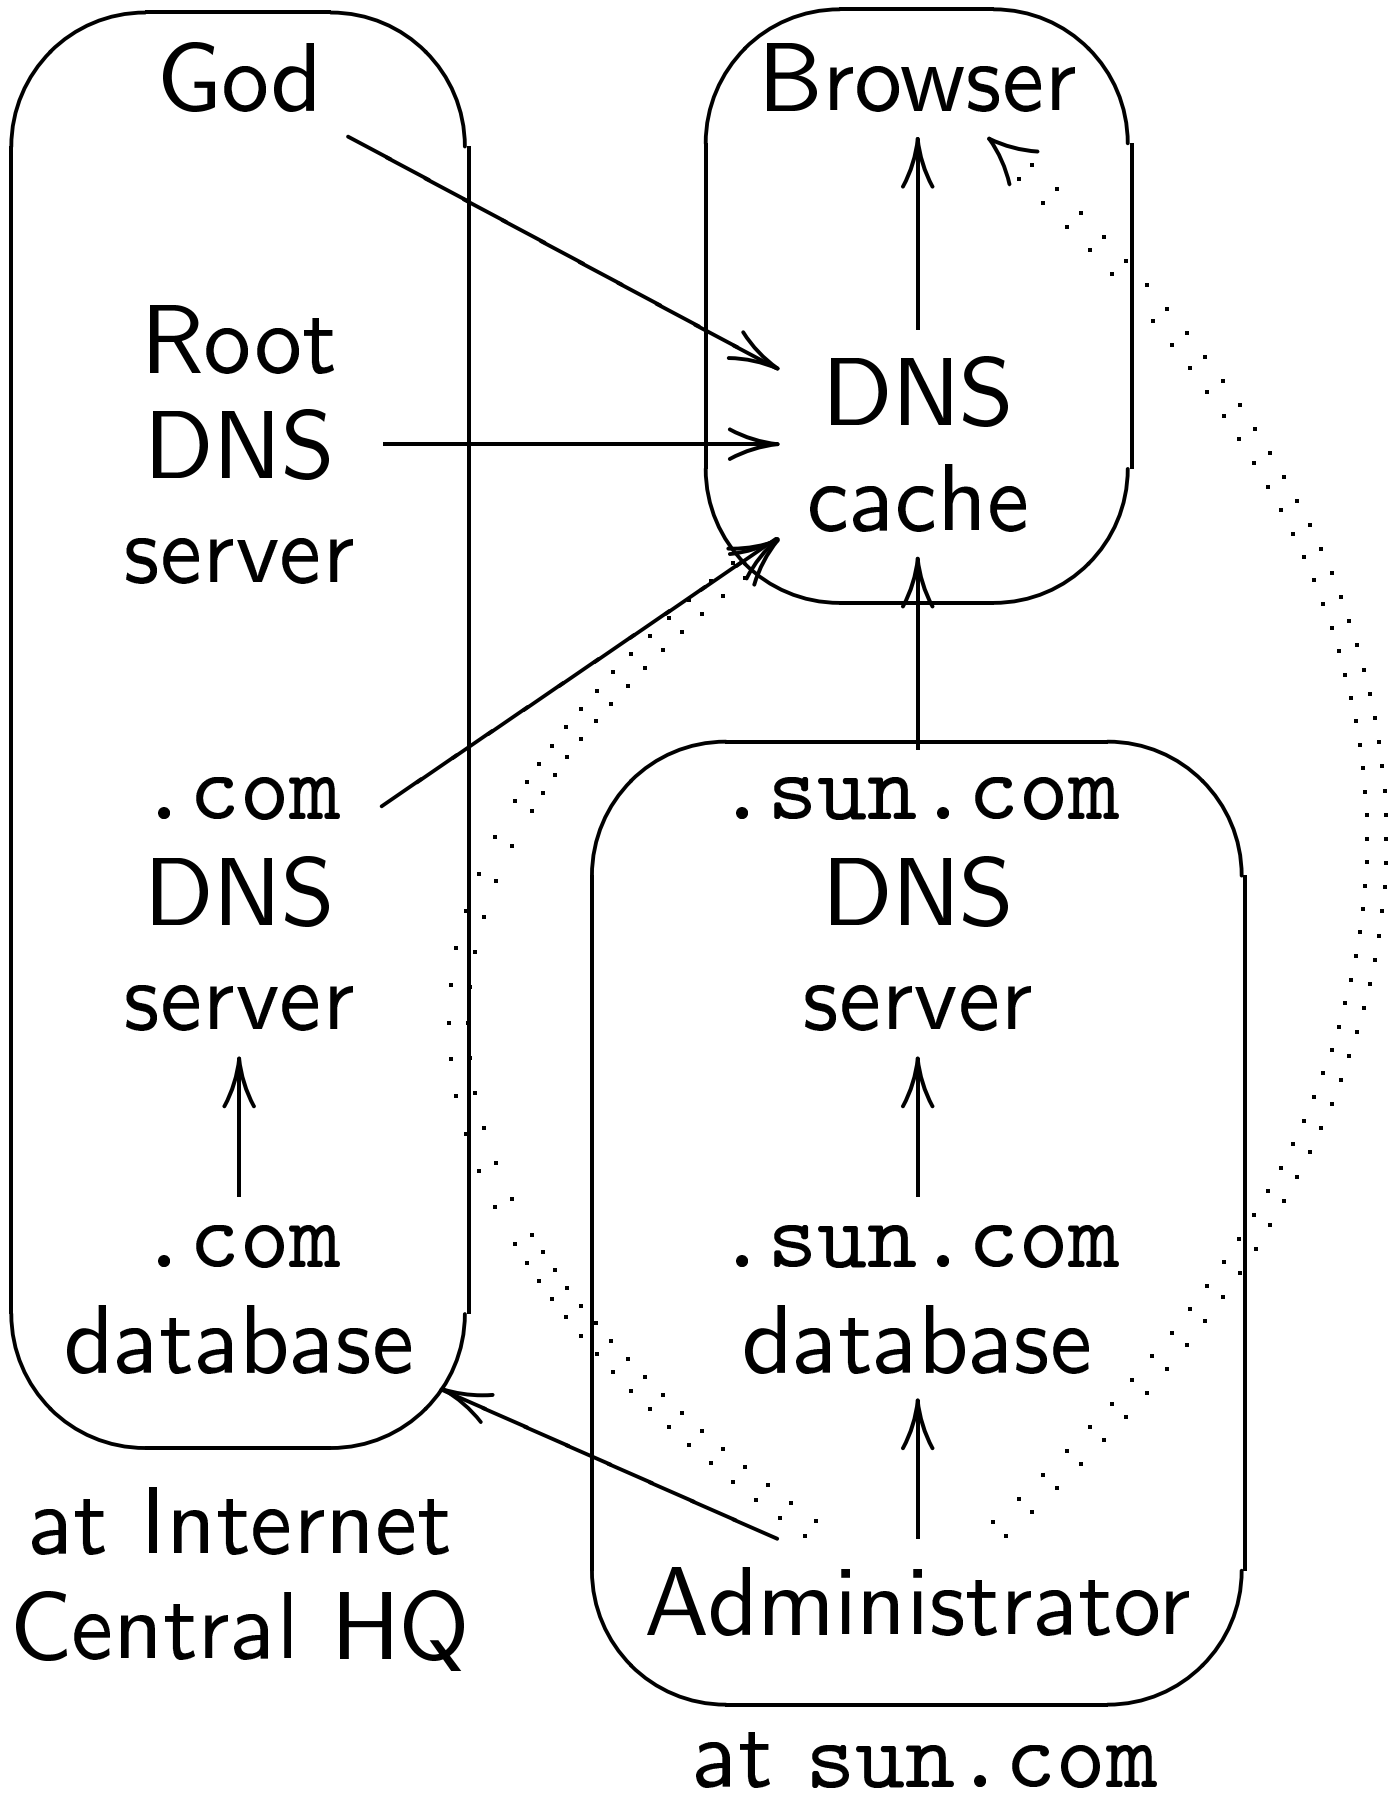 God
Root
DNS
server
.com
DNS
server
.com
database
at Internet
Central HQ
Browser
DNS
cache
.sun.com
DNS
server
.sun.com
database
Administrator
at sun.com